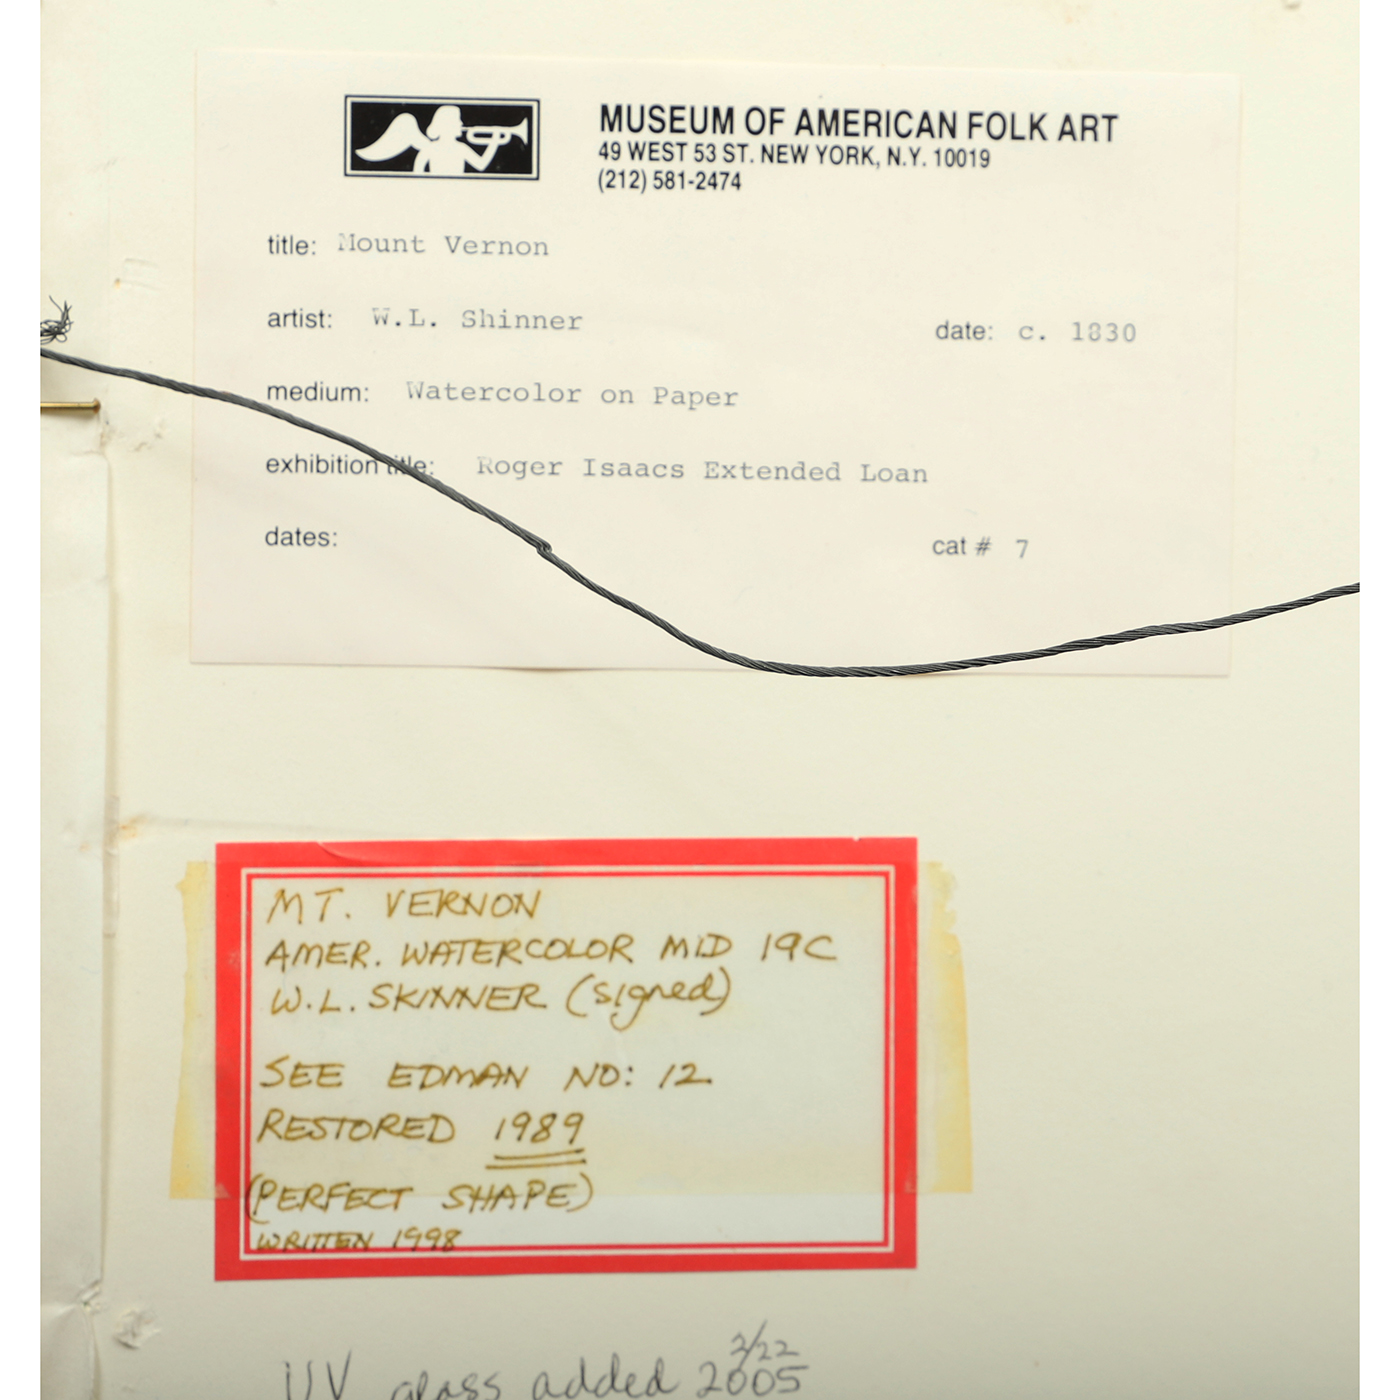 MUSEUM OF AMERICAN FOLK ART
49 WEST 53 ST. NEW YORK, N.Y. 10019
(212) 581-2474
title: Mount Vernon
artist: W.L. Shinner date: c. 1830
medium: Watercolor on Paper
exhibition title: Roger Isaacs Extended Loan
dates: cat # 7
MT. VERNON
AMER. WATERCOLOR MID 19C
W.L. SKINNER (signed)
SEE EDMAN NO: 12
RESTORED 1989
(PERFECT SHAPE)
WRITTEN 1998
2/22
UV glass added 2005